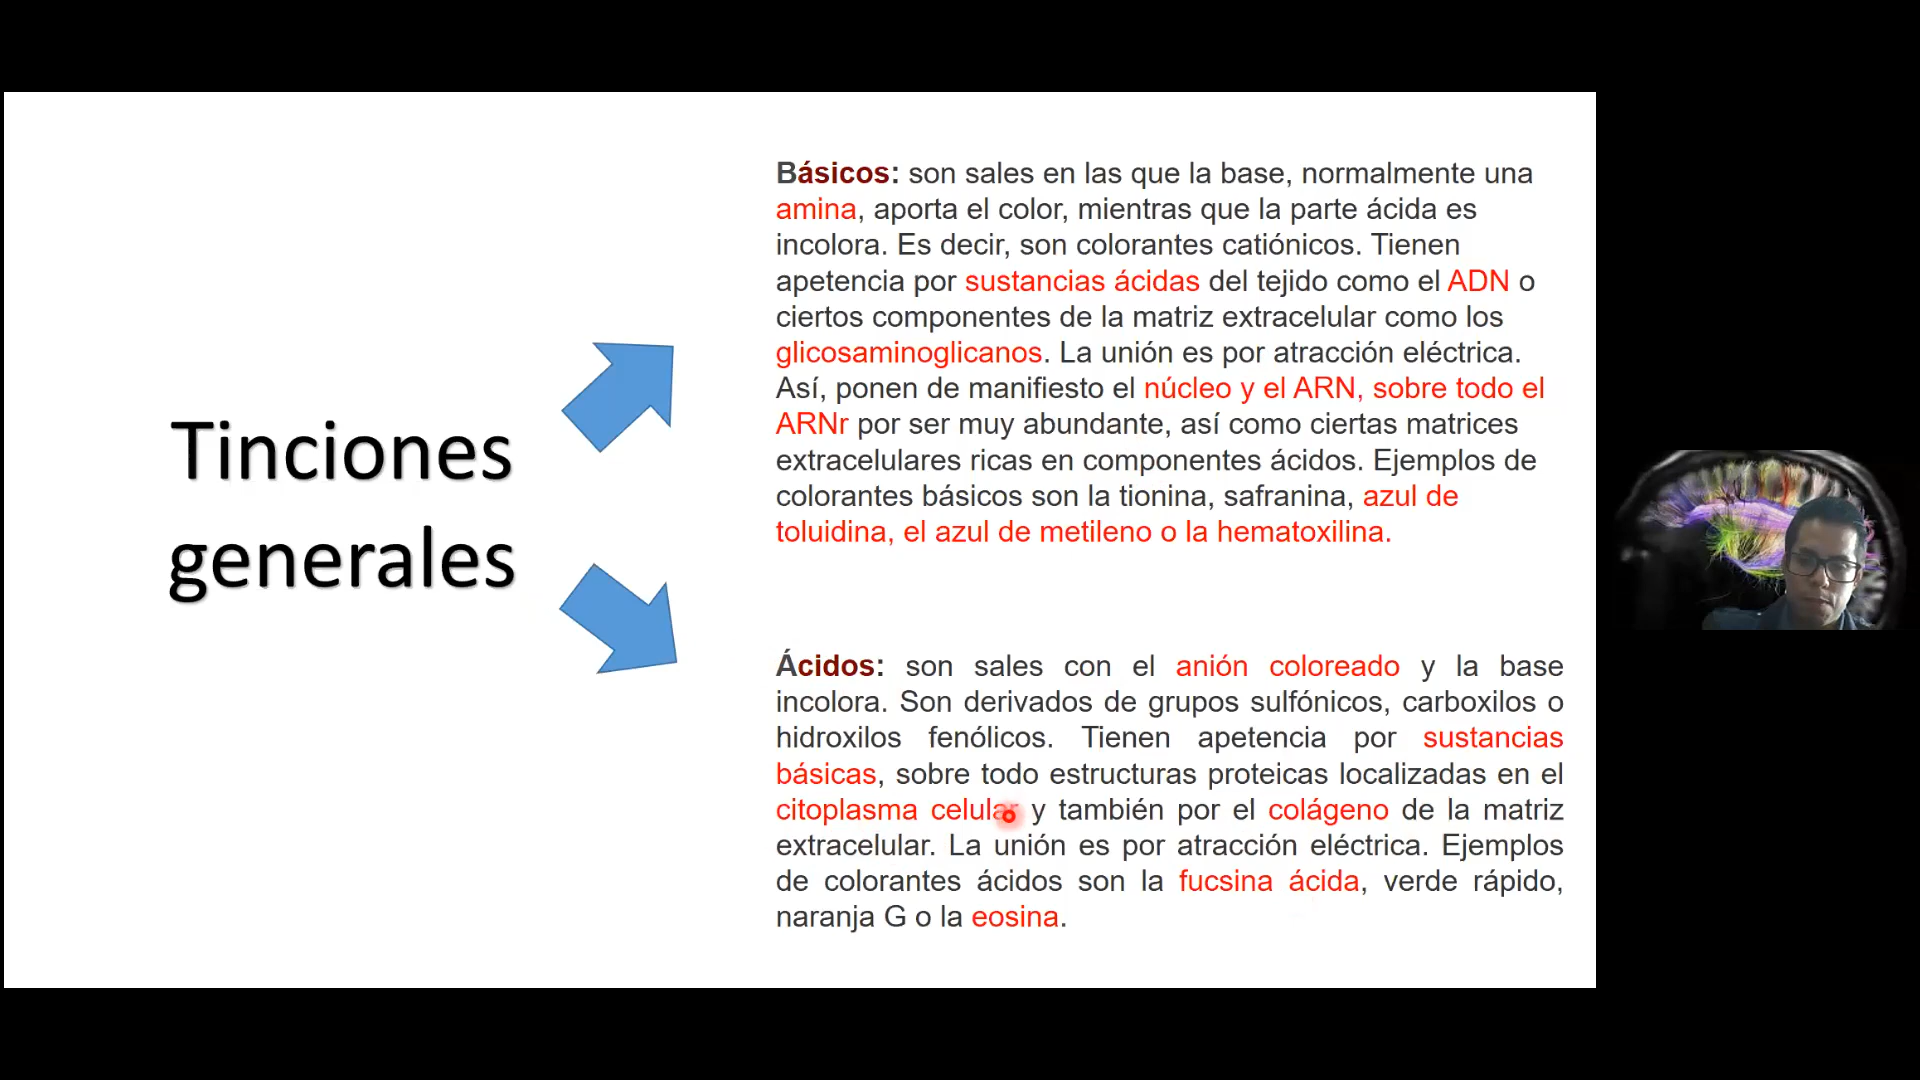 Tinciones
generales
Básicos: son sales en las que la base, normalmente una
amina, aporta el color, mientras que la parte ácida es
incolora. Es decir, son colorantes catiónicos. Tienen
apetencia por sustancias ácidas del tejido como el ADN o
ciertos componentes de la matriz extracelular como los
glicosaminoglicanos. La unión es por atracción eléctrica.
Así, ponen de manifiesto el núcleo y el ARN, sobre todo el
ARNr por ser muy abundante, así como ciertas matrices
extracelulares ricas en componentes ácidos. Ejemplos de
colorantes básicos son la tionina, safranina, azul de
toluidina, el azul de metileno o la hematoxilina.
Ácidos: son sales con el anión coloreado y la base
incolora. Son derivados de grupos sulfónicos, carboxilos o
hidroxilos fenólicos. Tienen apetencia por sustancias
básicas, sobre todo estructuras proteicas localizadas en el
citoplasma celular y también por el colágeno de la matriz
extracelular. La unión es por atracción eléctrica. Ejemplos
de colorantes ácidos son la fucsina ácida, verde rápido,
naranja G o la eosina.